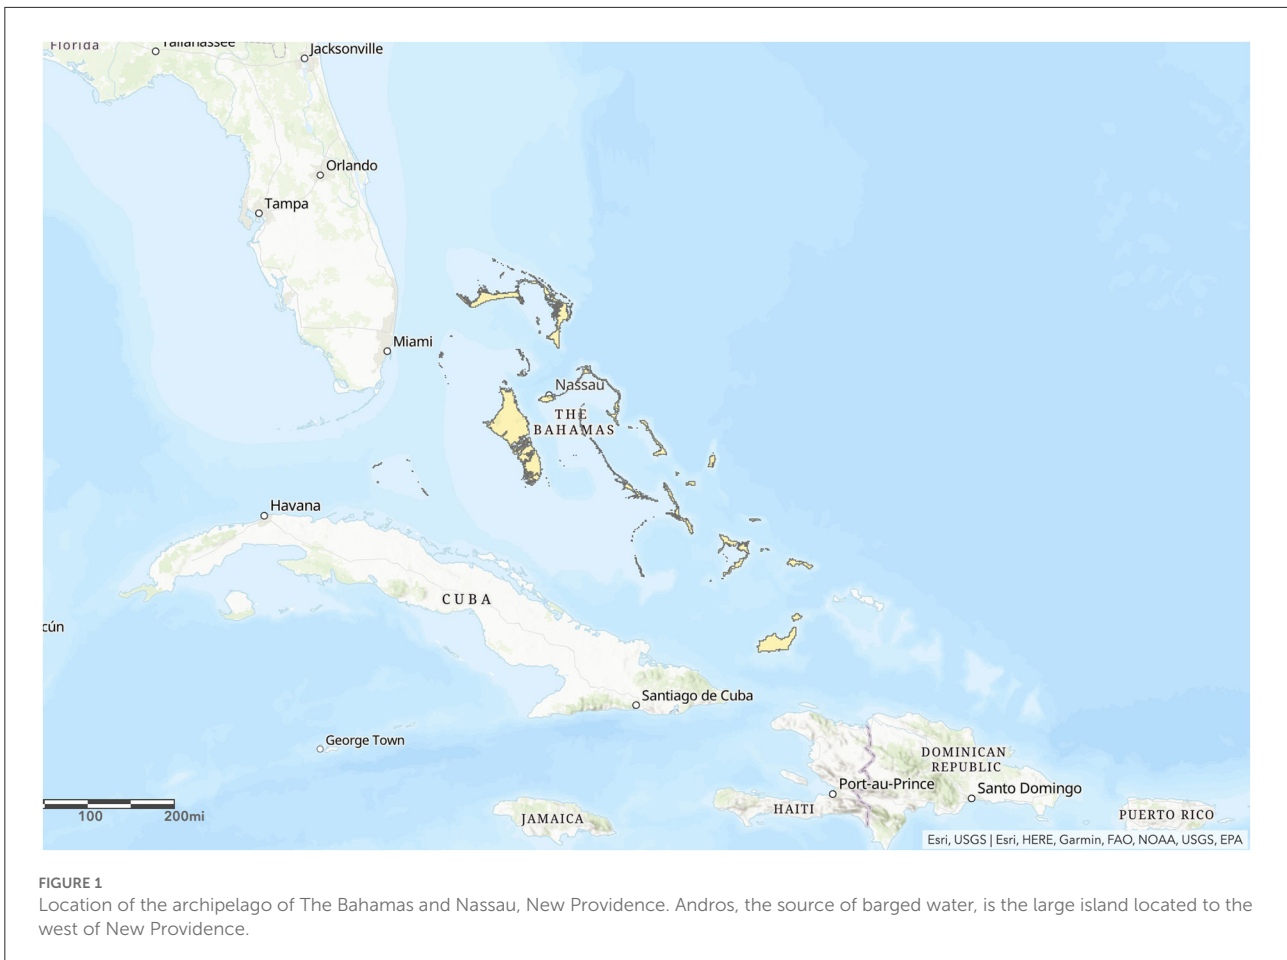 Florida
Tallahassee
Jacksonville
Orlando
Tampa
Miami
Nassau
THE
BAHAMAS
Havana
CUBA
cún
Santiago de Cuba
George Town
DOMINICAN
REPUBLIC
Port-au-Prince
Santo Domingo
HAITI
JAMAICA
PUERTO RICO
100 200mi
Esri, USGS | Esri, HERE, Garmin, FAO, NOAA, USGS, EPA
FIGURE 1
Location of the archipelago of The Bahamas and Nassau, New Providence. Andros, the source of barged water, is the large island located to the
west of New Providence.